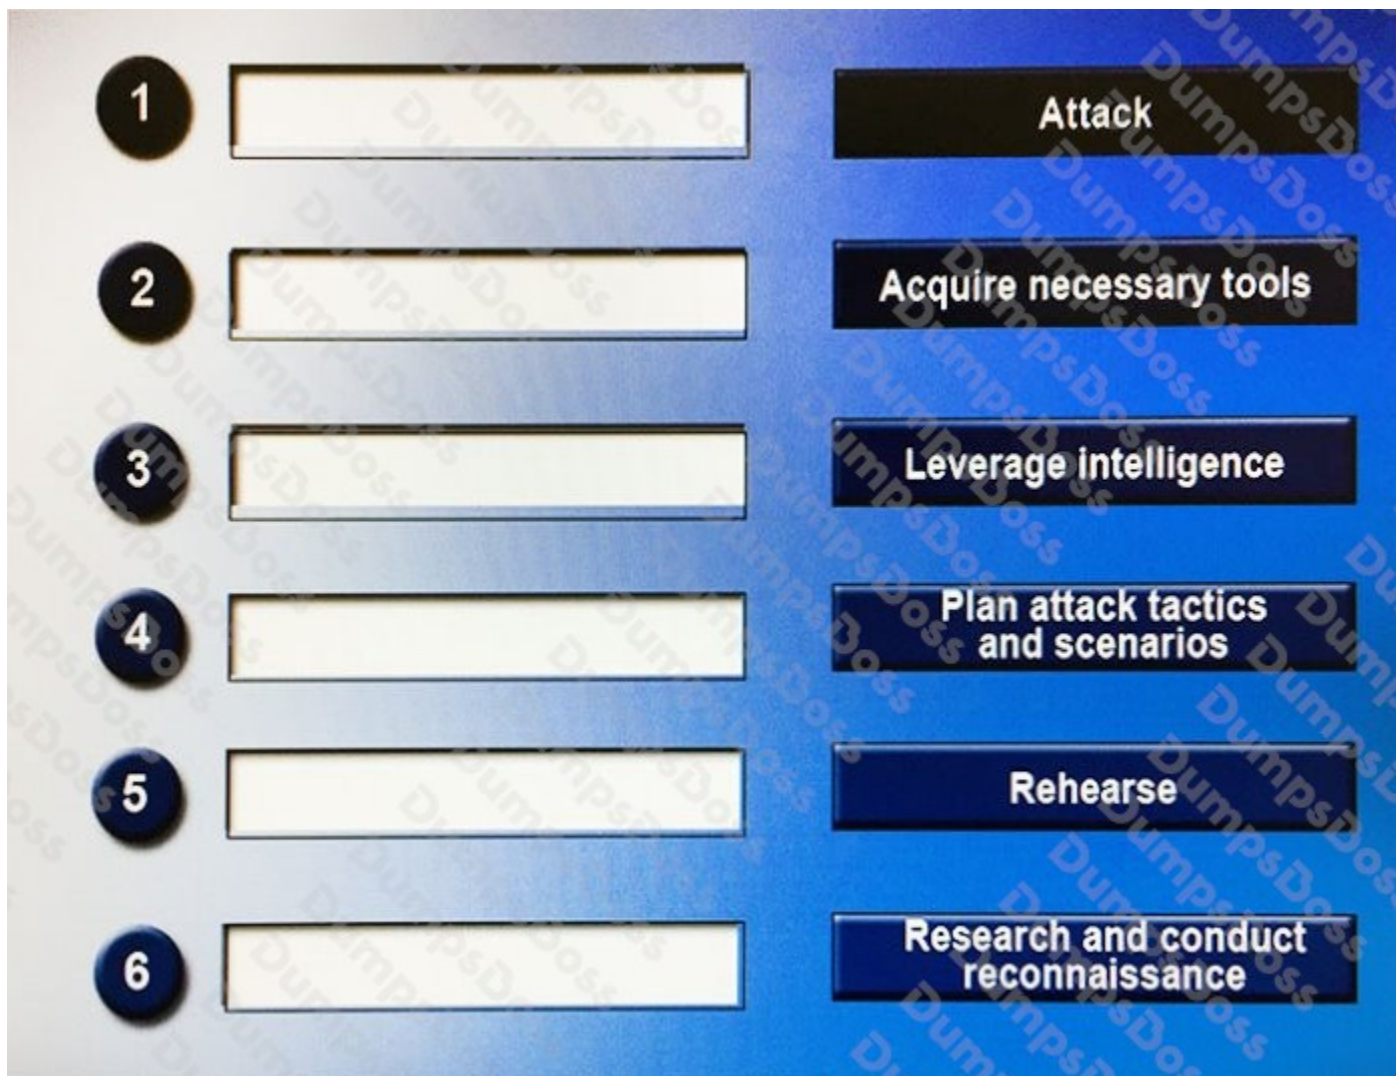 1
Attack
2
Acquire necessary tools
3
Leverage intelligence
4
Plan attack tactics
and scenarios
5
Rehearse
6
Research and conduct
reconnaissance
DumpsDoss